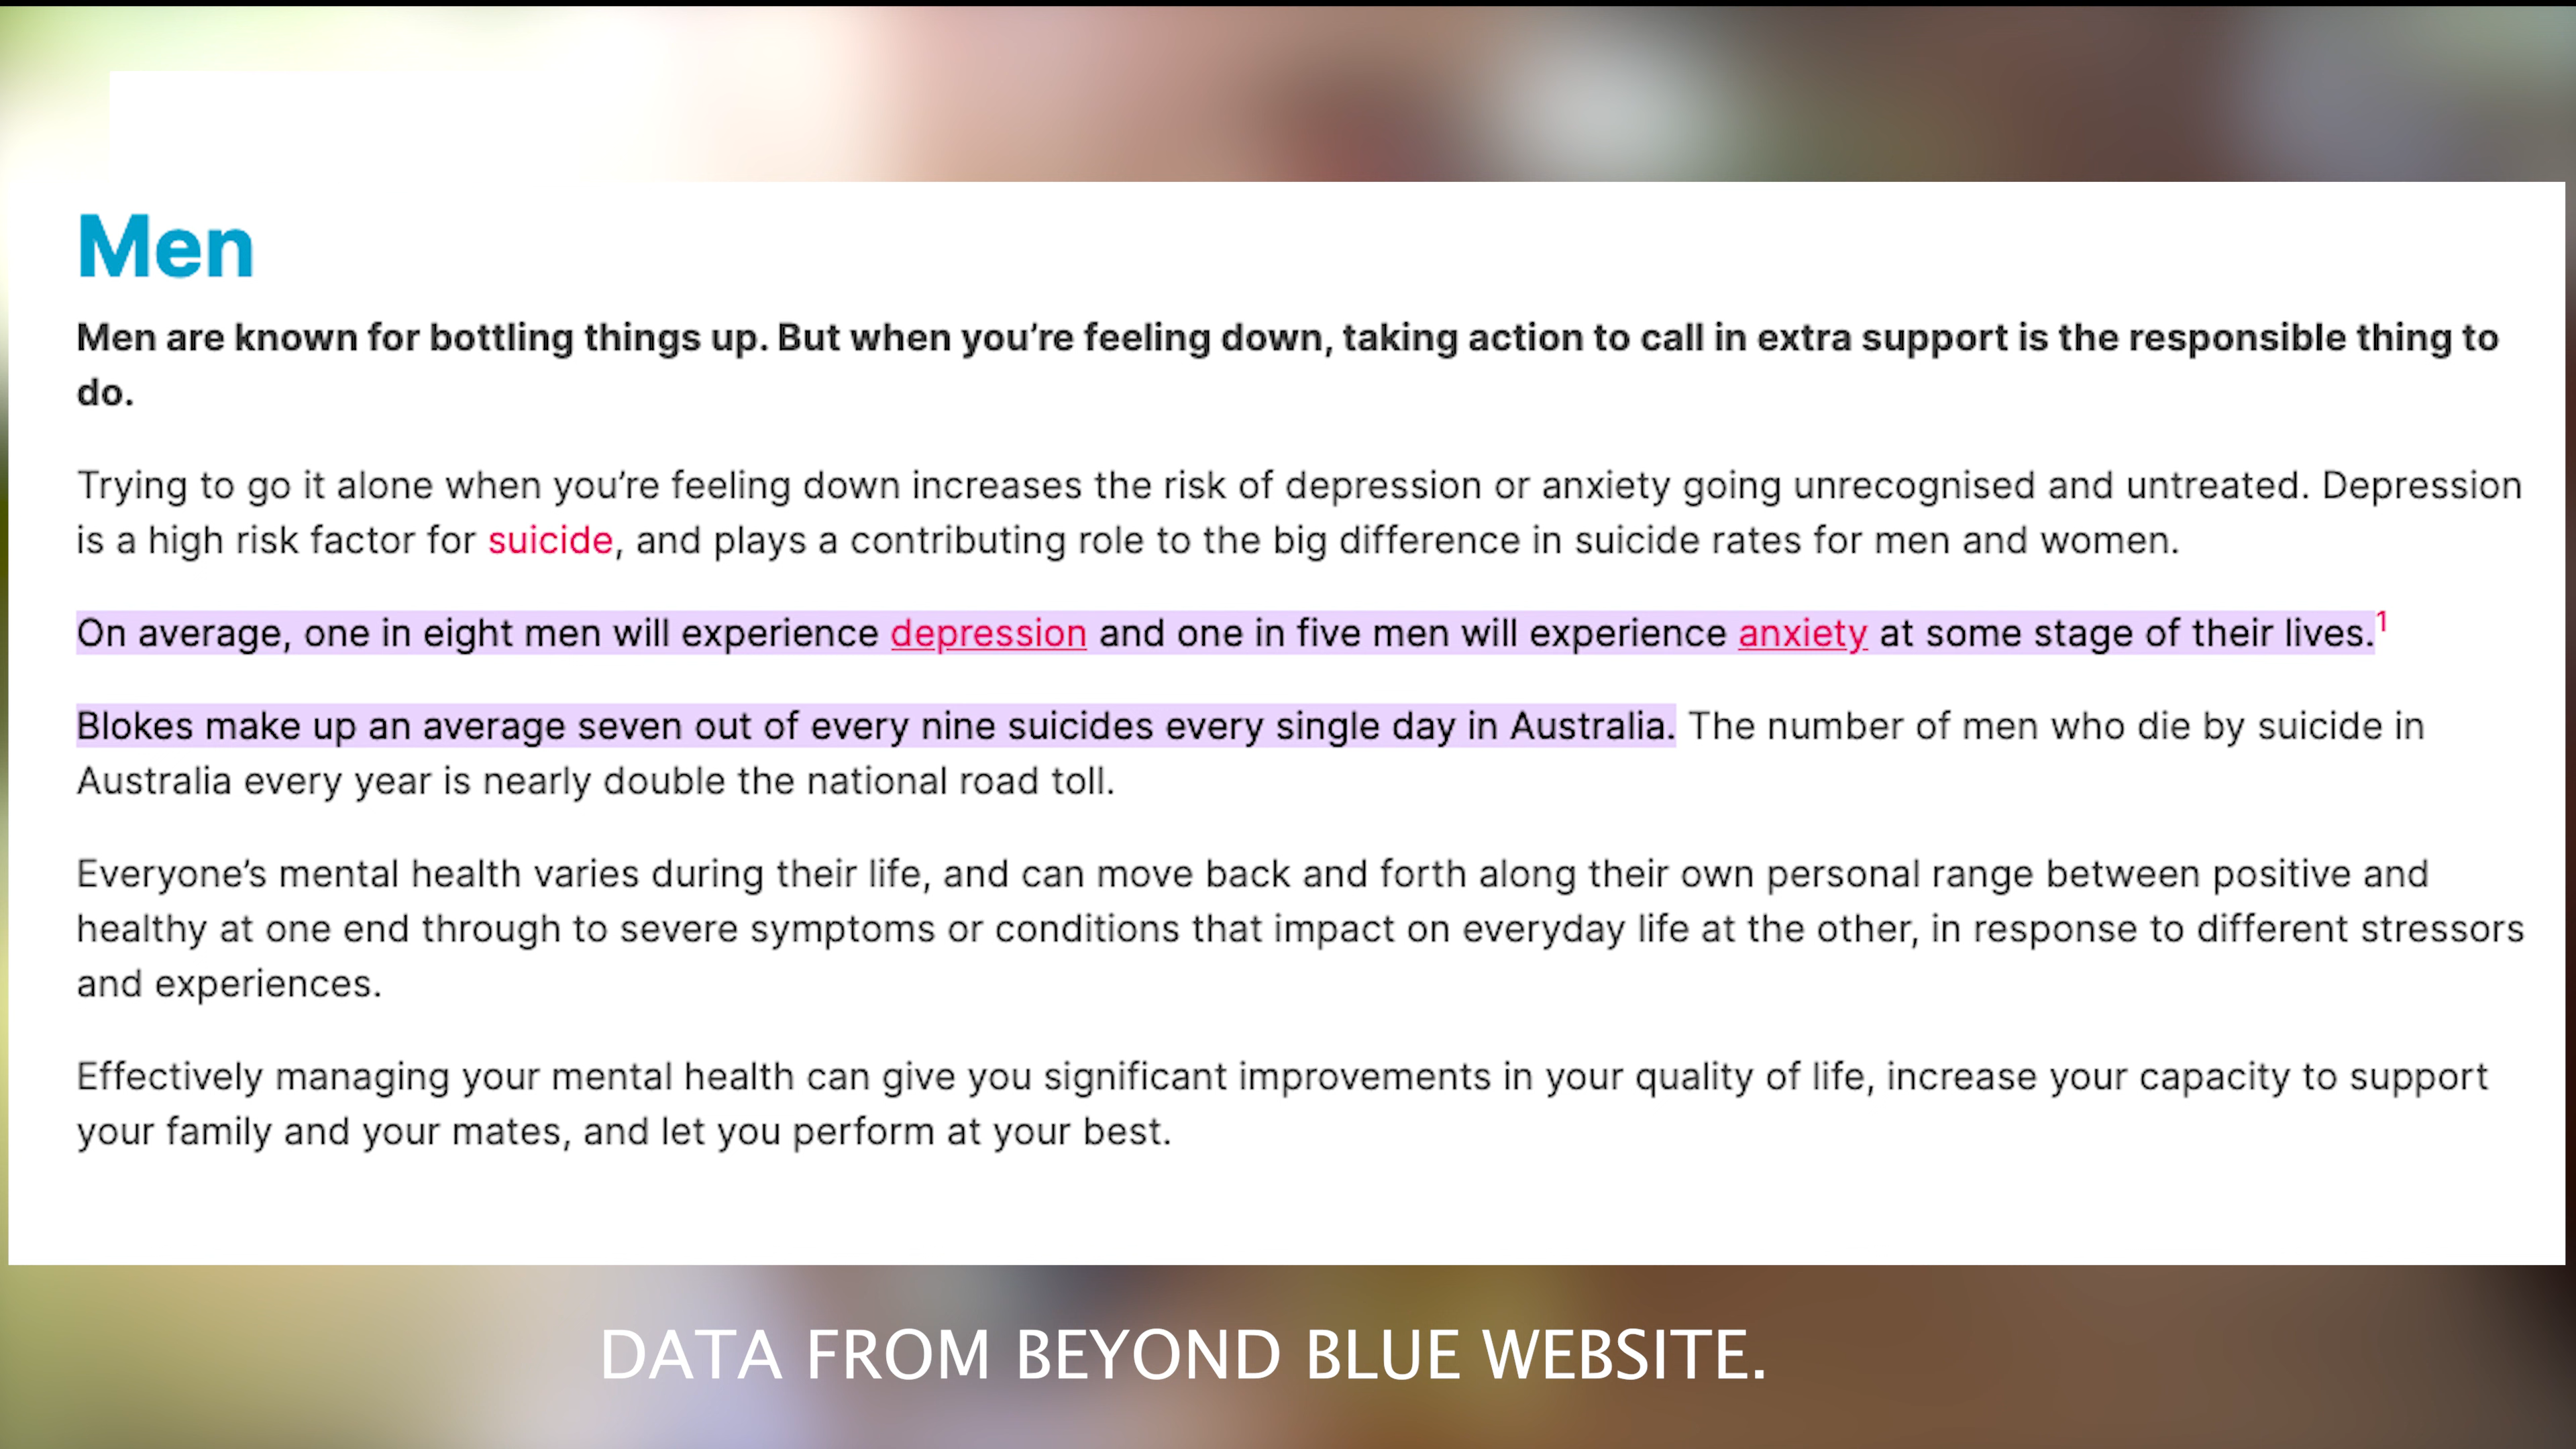 Men
Men are known for bottling things up. But when you’re feeling down, taking action to call in extra support is the responsible thing to
do.
Trying to go it alone when you’re feeling down increases the risk of depression or anxiety going unrecognised and untreated. Depression
is a high risk factor for suicide, and plays a contributing role to the big difference in suicide rates for men and women.
On average, one in eight men will experience depression and one in five men will experience anxiety at some stage of their lives.1
Blokes make up an average seven out of every nine suicides every single day in Australia. The number of men who die by suicide in
Australia every year is nearly double the national road toll.
Everyone’s mental health varies during their life, and can move back and forth along their own personal range between positive and
healthy at one end through to severe symptoms or conditions that impact on everyday life at the other, in response to different stressors
and experiences.
Effectively managing your mental health can give you significant improvements in your quality of life, increase your capacity to support
your family and your mates, and let you perform at your best.
DATA FROM BEYOND BLUE WEBSITE.